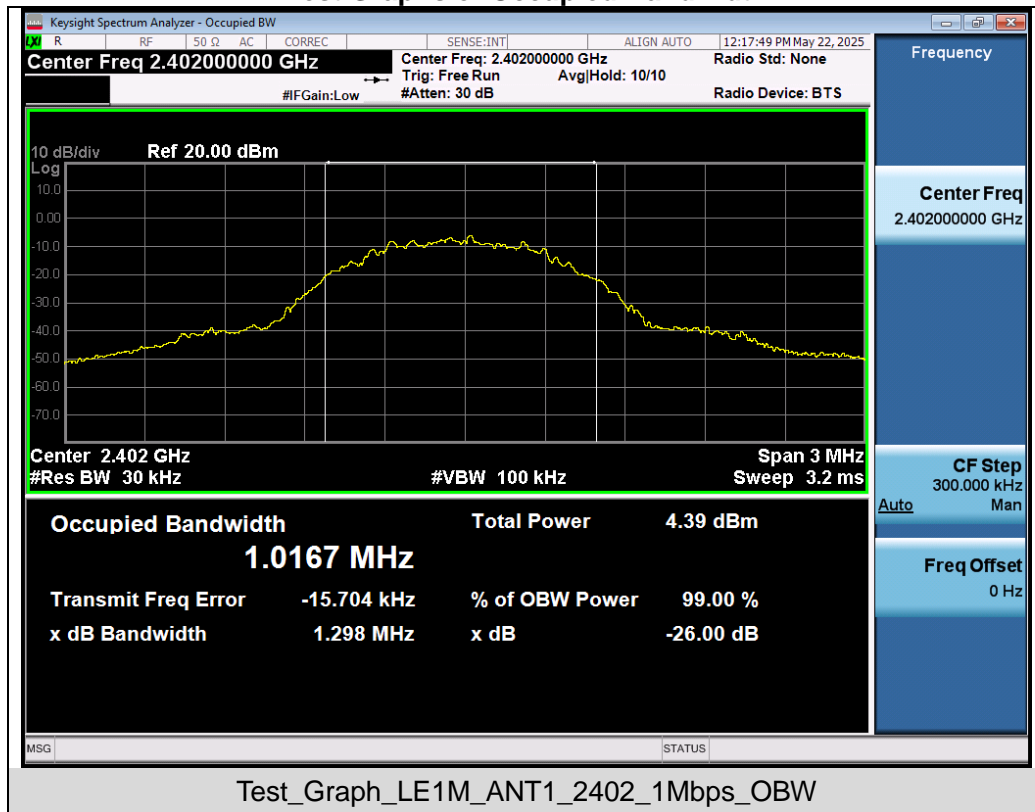 Keysight Spectrum Analyzer - Occupied BW
LXI R RF 50 Ω AC CORREC SENSE:INT ALIGN AUTO 12:17:49 PM May 22, 2025
Center Freq 2.402000000 GHz
Center Freq: 2.402000000 GHz
Radio Std: None
Trig: Free Run Avg|Hold: 10/10
#IFGain:Low
#Atten: 30 dB
Radio Device: BTS
Frequency
10 dB/div Ref 20.00 dBm
Log
10.0
0.00
-10.0
-20.0
-30.0
-40.0
-50.0
-60.0
-70.0
Center Freq
2.402000000 GHz
Center 2.402 GHz Span 3 MHz
#Res BW 30 kHz #VBW 100 kHz Sweep 3.2 ms
CF Step
300.000 kHz
Auto Man
Freq Offset
0 Hz
Occupied Bandwidth Total Power 4.39 dBm
1.0167 MHz
Transmit Freq Error -15.704 kHz % of OBW Power 99.00 %
x dB Bandwidth 1.298 MHz x dB -26.00 dB
MSG STATUS
Test_Graph_LE1M_ANT1_2402_1Mbps_OBW